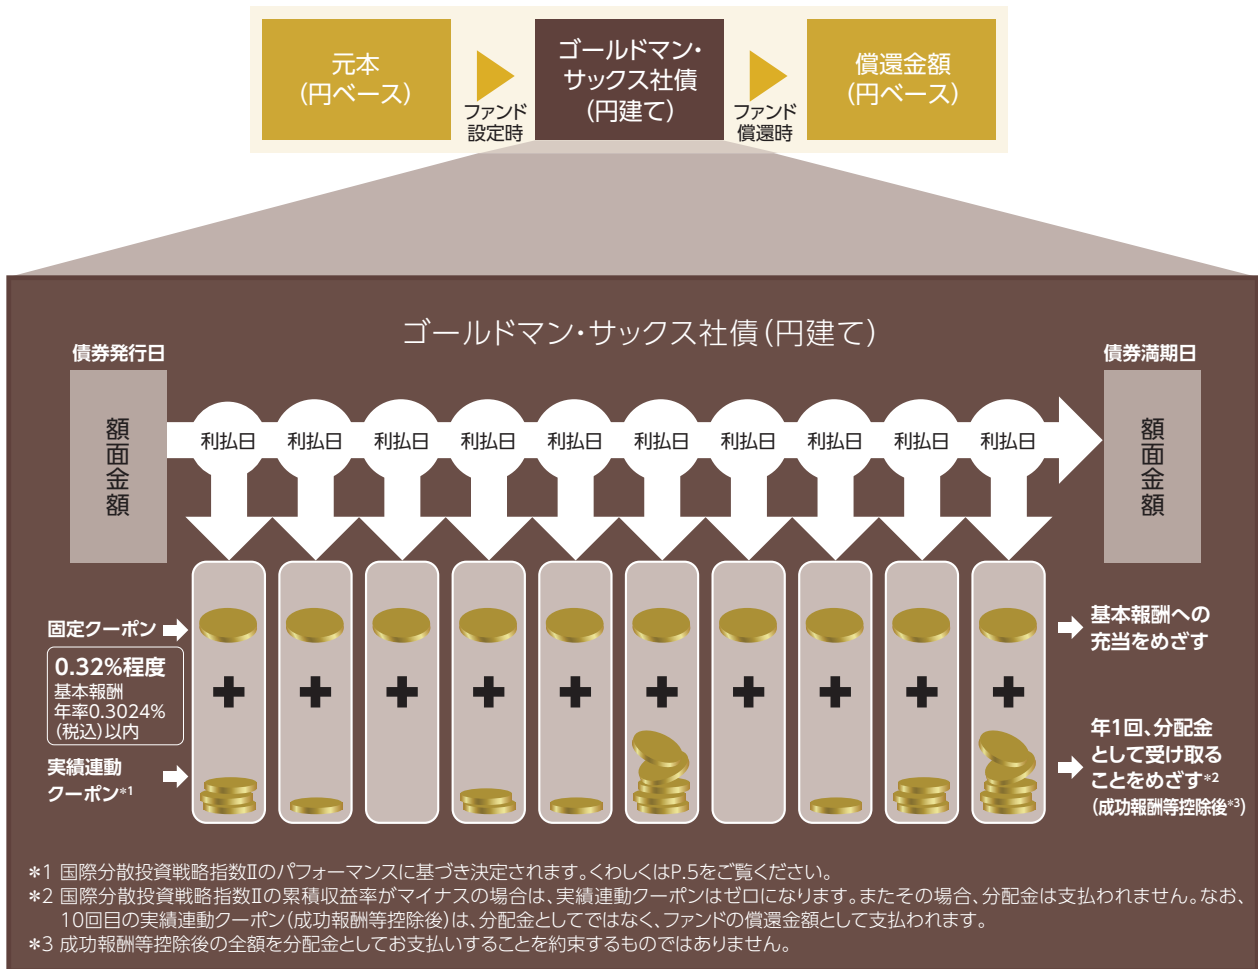 元本
(円ベース)
ファンド
設定時
ゴールドマン・
サックス社債
(円建て)
ファンド
償還時
償還金額
(円ベース)
ゴールドマン・サックス社債(円建て)
債券発行日
額面金額
利払日 利払日 利払日 利払日 利払日 利払日 利払日 利払日 利払日 利払日
債券満期日
額面金額
固定クーポン
0.32%程度
基本報酬
年率0.3024%
(税込)以内
実績連動
クーポン*1
基本報酬への
充当をめざす
年1回、分配金
として受け取る
ことをめざす*2
(成功報酬等控除後*3)
*1 国際分散投資戦略指数Ⅱのパフォーマンスに基づき決定されます。くわしくはP.5をご覧ください。
*2 国際分散投資戦略指数Ⅱの累積収益率がマイナスの場合は、実績連動クーポンはゼロになります。またその場合、分配金は支払われません。なお、
10回目の実績連動クーポン(成功報酬等控除後)は、分配金としてではなく、ファンドの償還金額として支払われます。
*3 成功報酬等控除後の全額を分配金としてお支払いすることを約束するものではありません。